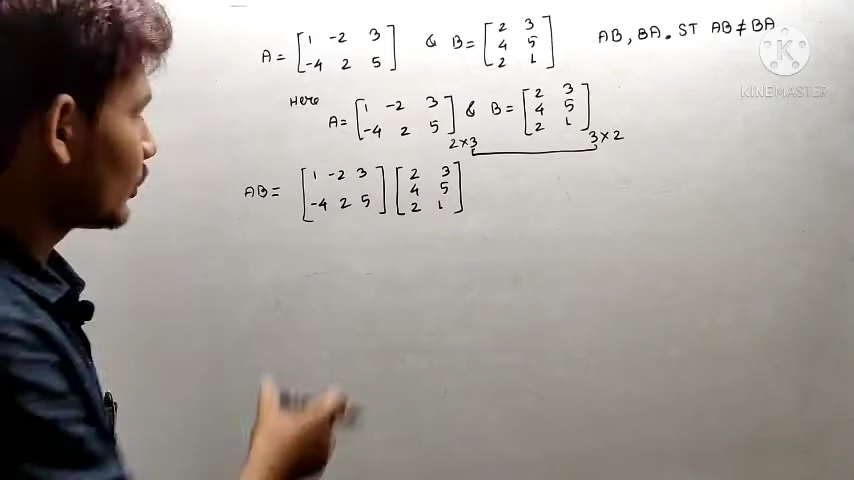 A = [1 -2 3 -4 2 5] & B = [2 3 4 5 2 1] AB, BA. ST AB ≠ BA
KINEMASTER
Here A = [1 -2 3 -4 2 5] 2×3 & B = [2 3 4 5 2 1] 3×2
AB = [1 -2 3 -4 2 5] [2 3 4 5 2 1]